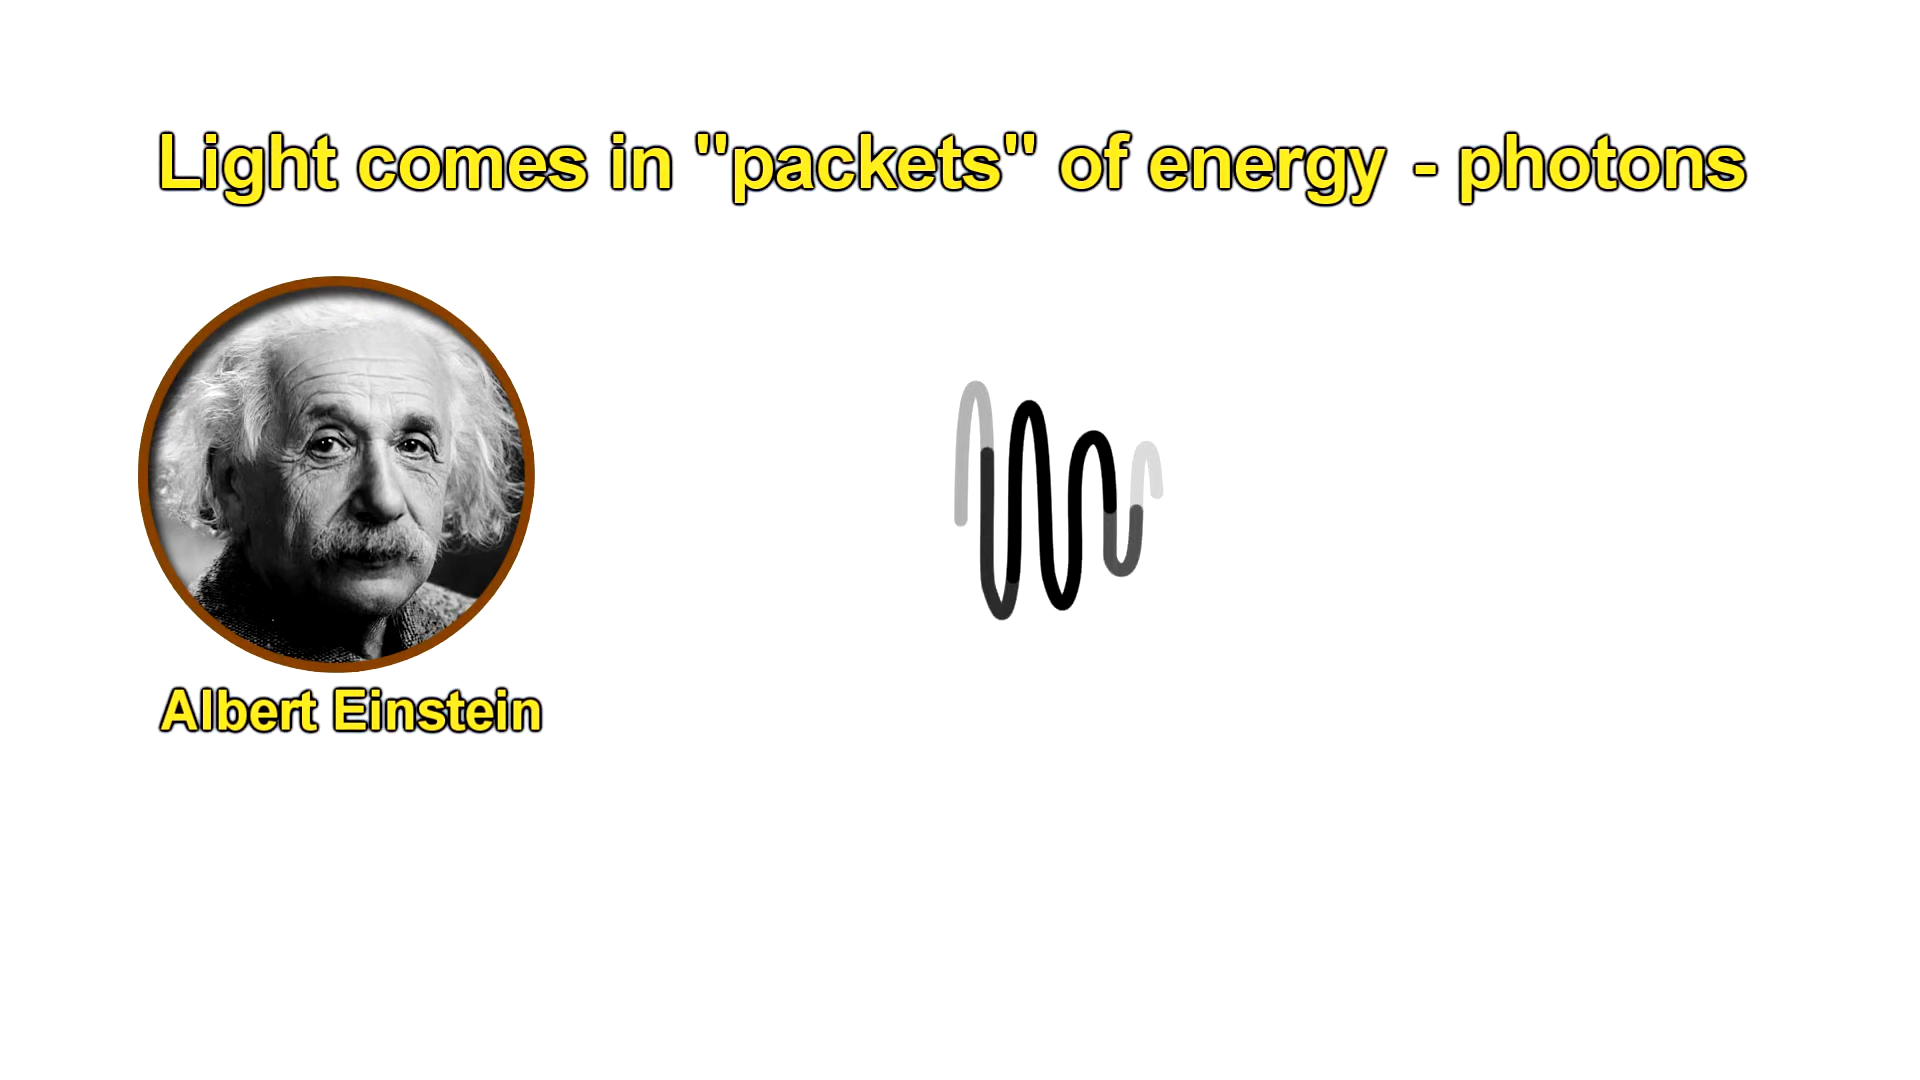 Light comes in "packets" of energy - photons
Albert Einstein